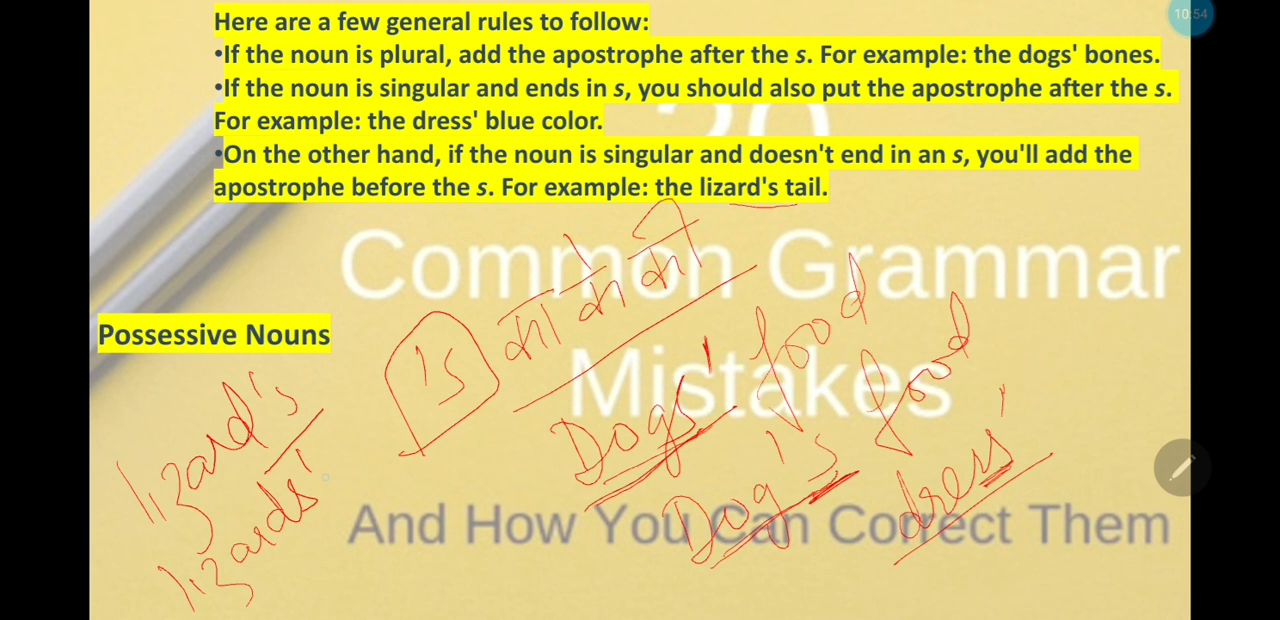 10:54
Here are a few general rules to follow:
•If the noun is plural, add the apostrophe after the s. For example: the dogs' bones.
•If the noun is singular and ends in s, you should also put the apostrophe after the s.
For example: the dress' blue color.
•On the other hand, if the noun is singular and doesn't end in an s, you'll add the
apostrophe before the s. For example: the lizard's tail.
20
Common Grammar
Mistakes
And How You Can Correct Them
Possessive Nouns
's का के की
Dogs' food
Dog's food
dress'
lizard's
lizards'